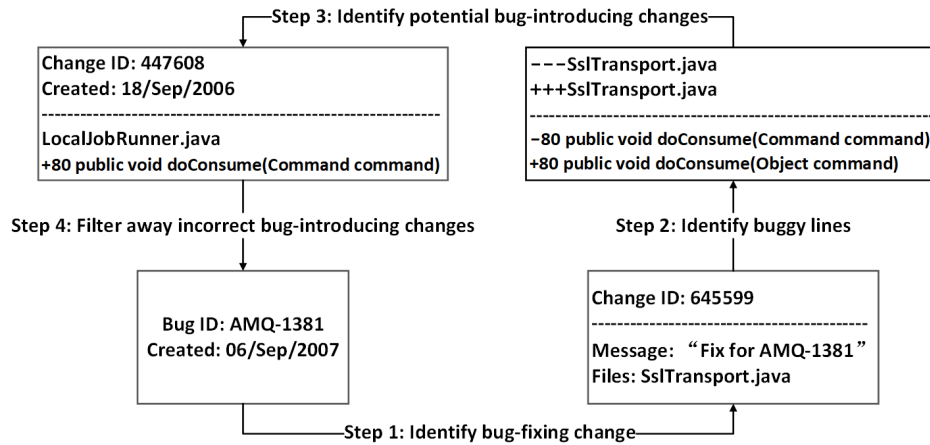 Step 3: Identify potential bug-introducing changes
Change ID: 447608
Created: 18/Sep/2006
------------------------------------------------
LocalJobRunner.java
+80 public void doConsume(Command command)
---SslTransport.java
+++SslTransport.java
------------------------------------------------
−80 public void doConsume(Command command)
+80 public void doConsume(Object command)
Step 4: Filter away incorrect bug-introducing changes
Step 2: Identify buggy lines
Bug ID: AMQ-1381
Created: 06/Sep/2007
Change ID: 645599
------------------------------------------------
Message: “Fix for AMQ-1381”
Files: SslTransport.java
Step 1: Identify bug-fixing change